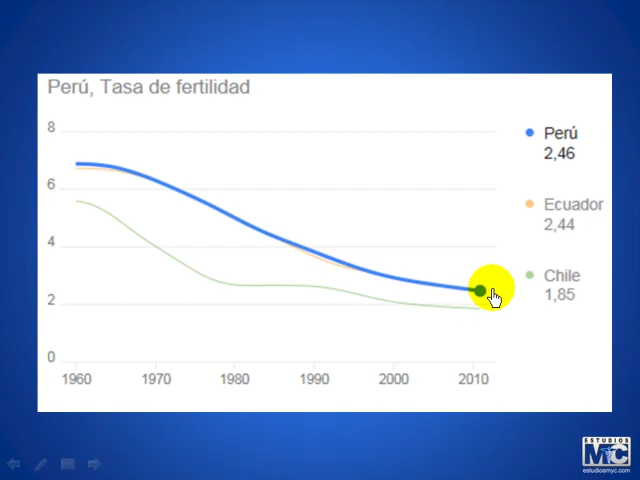 Perú, Tasa de fertilidad
8
6
4
2
0
1960 1970 1980 1990 2000 2010
Perú
2,46
Ecuador
2,44
Chile
1,85
ESTUDIOS
MyC
estudiosmyc.com